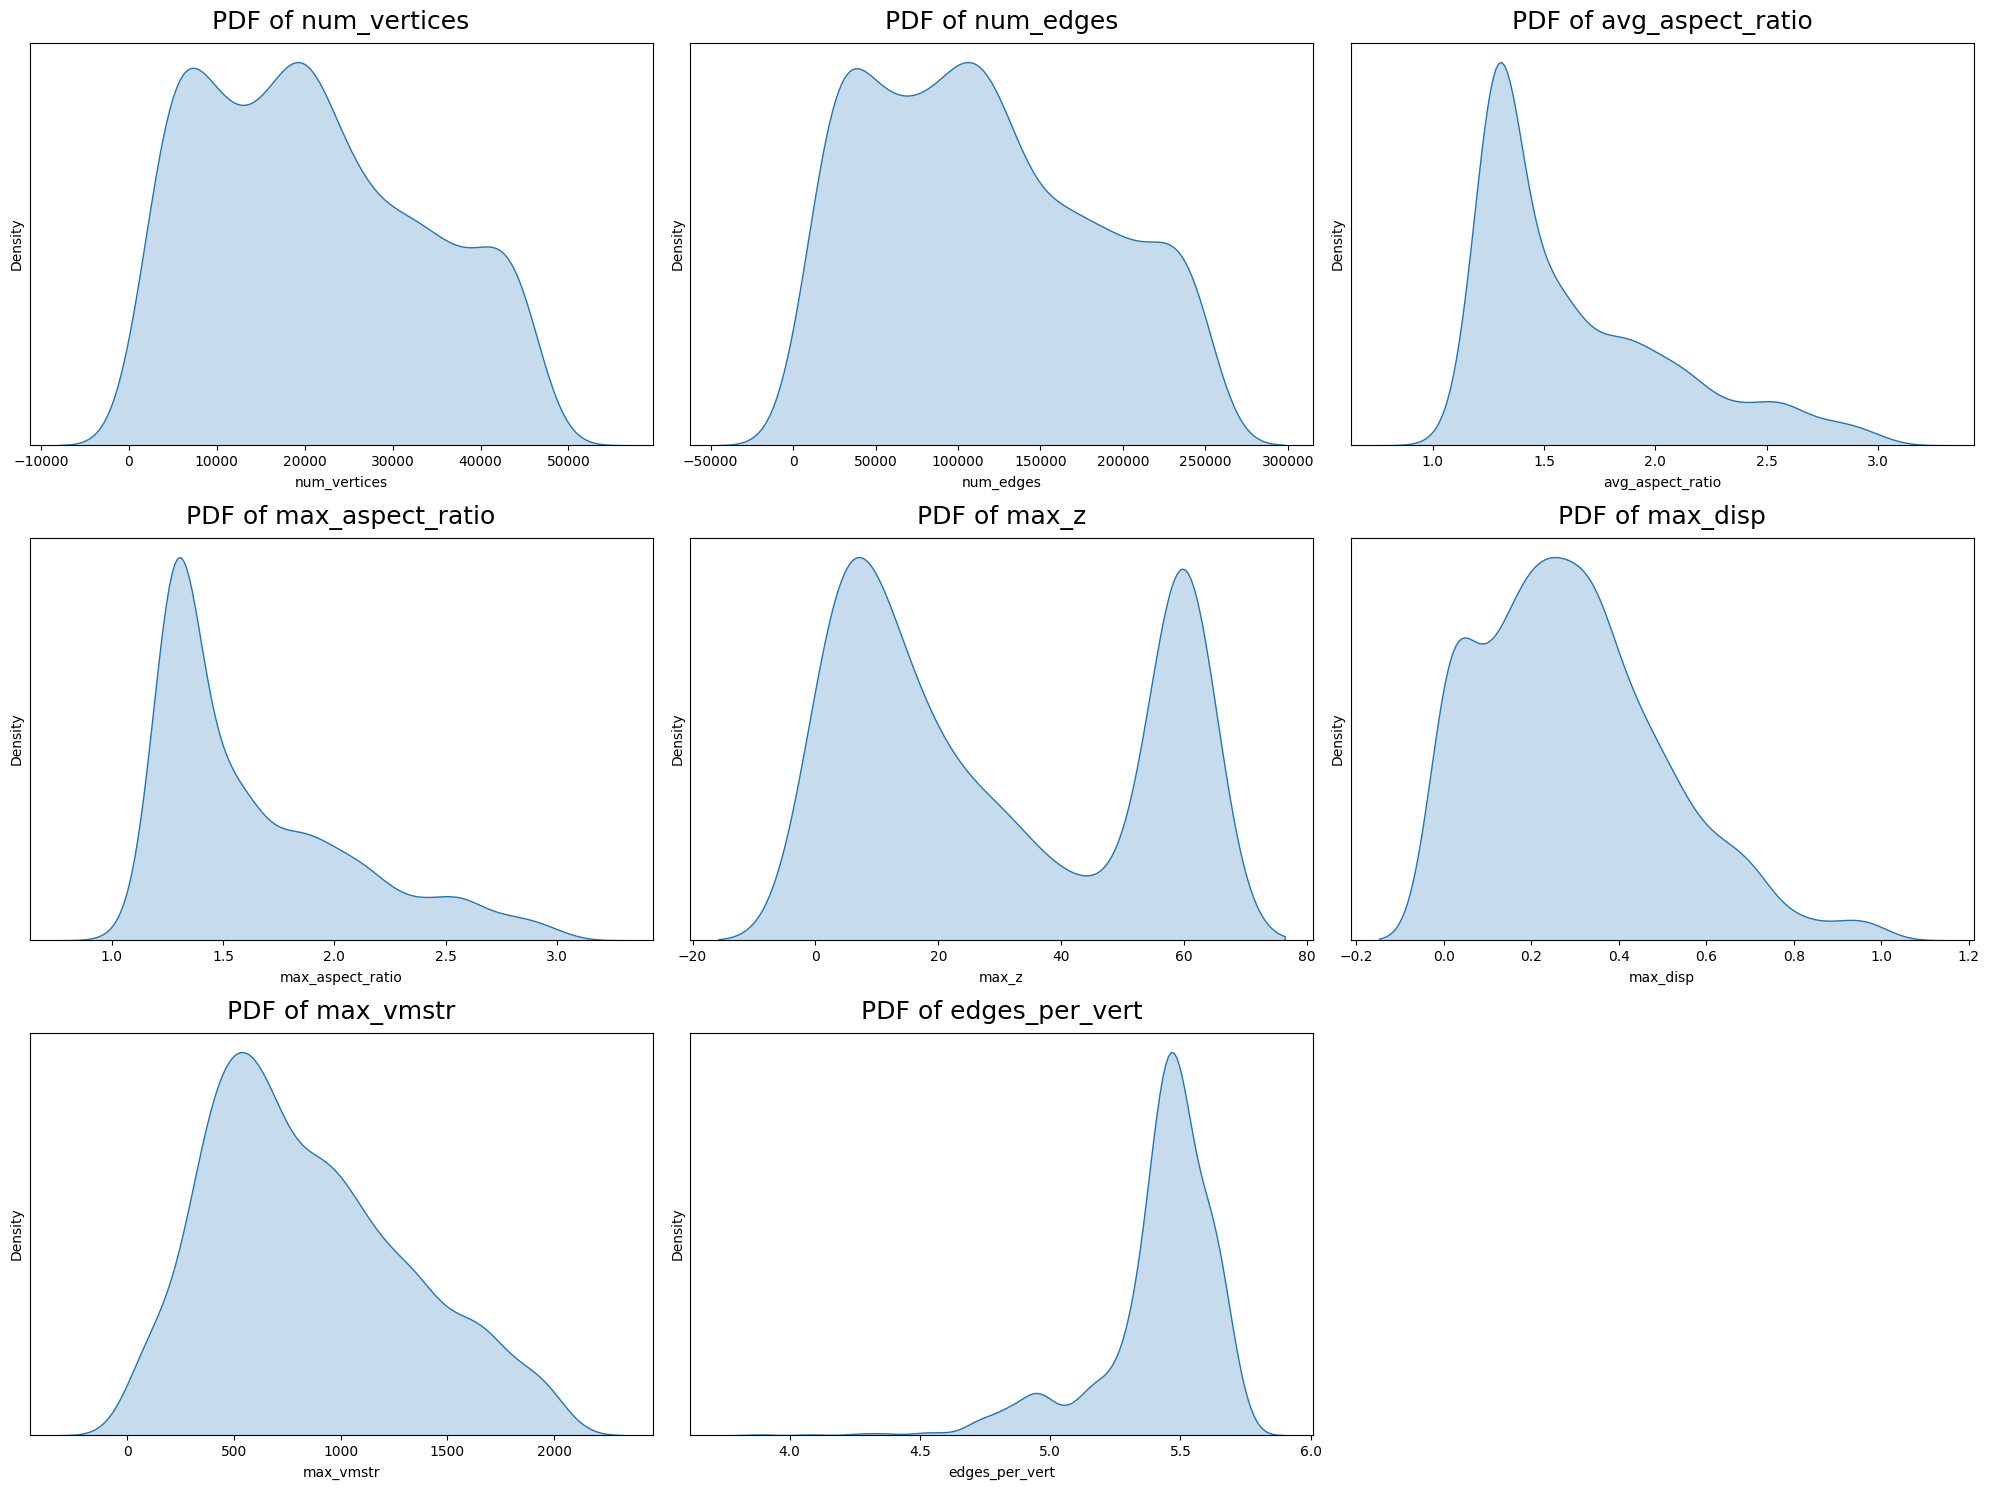 PDF of num_vertices
Density
−10000 0 10000 20000 30000 40000 50000
num_vertices
PDF of num_edges
Density
−50000 0 50000 100000 150000 200000 250000 300000
num_edges
PDF of avg_aspect_ratio
Density
1.0 1.5 2.0 2.5 3.0
avg_aspect_ratio
PDF of max_aspect_ratio
Density
1.0 1.5 2.0 2.5 3.0
max_aspect_ratio
PDF of max_z
Density
−20 0 20 40 60 80
max_z
PDF of max_disp
Density
−0.2 0.0 0.2 0.4 0.6 0.8 1.0 1.2
max_disp
PDF of max_vmstr
Density
0 500 1000 1500 2000
max_vmstr
PDF of edges_per_vert
Density
4.0 4.5 5.0 5.5 6.0
edges_per_vert